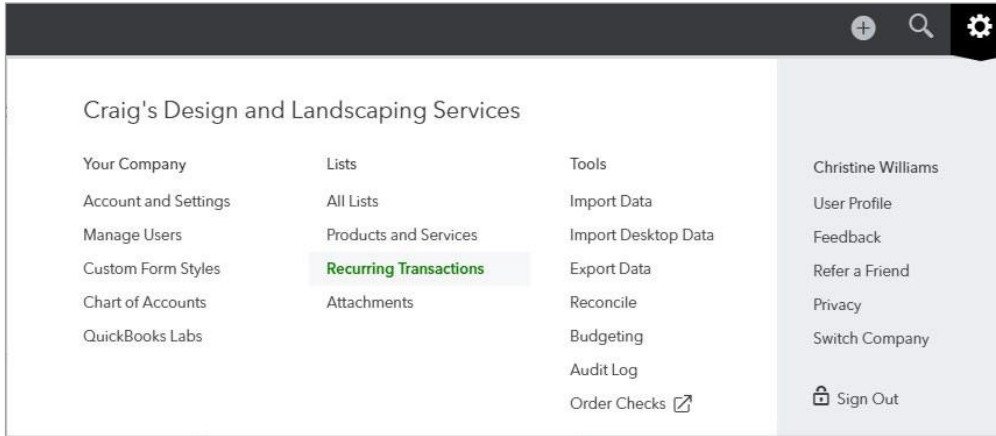 Craig's Design and Landscaping Services
Your Company
Account and Settings
Manage Users
Custom Form Styles
Chart of Accounts
QuickBooks Labs
Lists
All Lists
Products and Services
Recurring Transactions
Attachments
Tools
Import Data
Import Desktop Data
Export Data
Reconcile
Budgeting
Audit Log
Order Checks
Christine Williams
User Profile
Feedback
Refer a Friend
Privacy
Switch Company
Sign Out